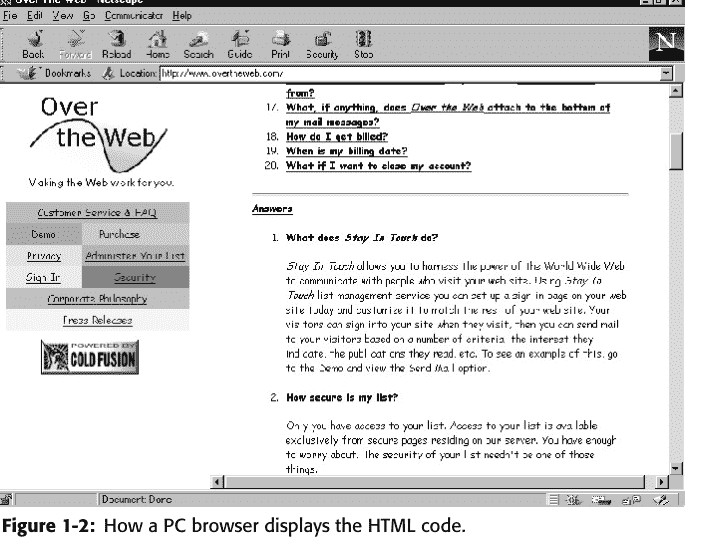 Over The Web - Netscape
File Edit View Go Communicator Help
Back Forward Reload Home Search Guide Print Security Stop
N
Bookmarks Location: http://www.overtheweb.com/
Over
the Web
Making the Web work for you.
Customer Service & FAQ
Demo Purchase
Privacy Administer Your List
Sign In Security
Corporate Philosophy
Press Releases
POWERED BY
COLD FUSION
from?
17. What, if anything, does Over the Web attach to the bottom of
my mail messages?
18. How do I get billed?
19. When is my billing date?
20. What if I want to close my account?
Answers
1. What does Stay In Touch do?
Stay In Touch allows you to harness the power of the World Wide Web
to communicate with people who visit your web site. Using Stay In
Touch list management service you can set up a sign in page on your web
site today and customize it to match the rest of your web site. Your
visitors can sign into your site when they visit, then you can send mail
to your visitors based on a number of criteria: the interest they
indicate, the publications they read, etc. To see an example of this, go
to the Demo and view the Send Mail option.
2. How secure is my list?
Only you have access to your list. Access to your list is available
exclusively from secure pages residing on our server. You have enough
to worry about. The security of your list needn't be one of those
things.
Document: Done
Figure 1-2: How a PC browser displays the HTML code.